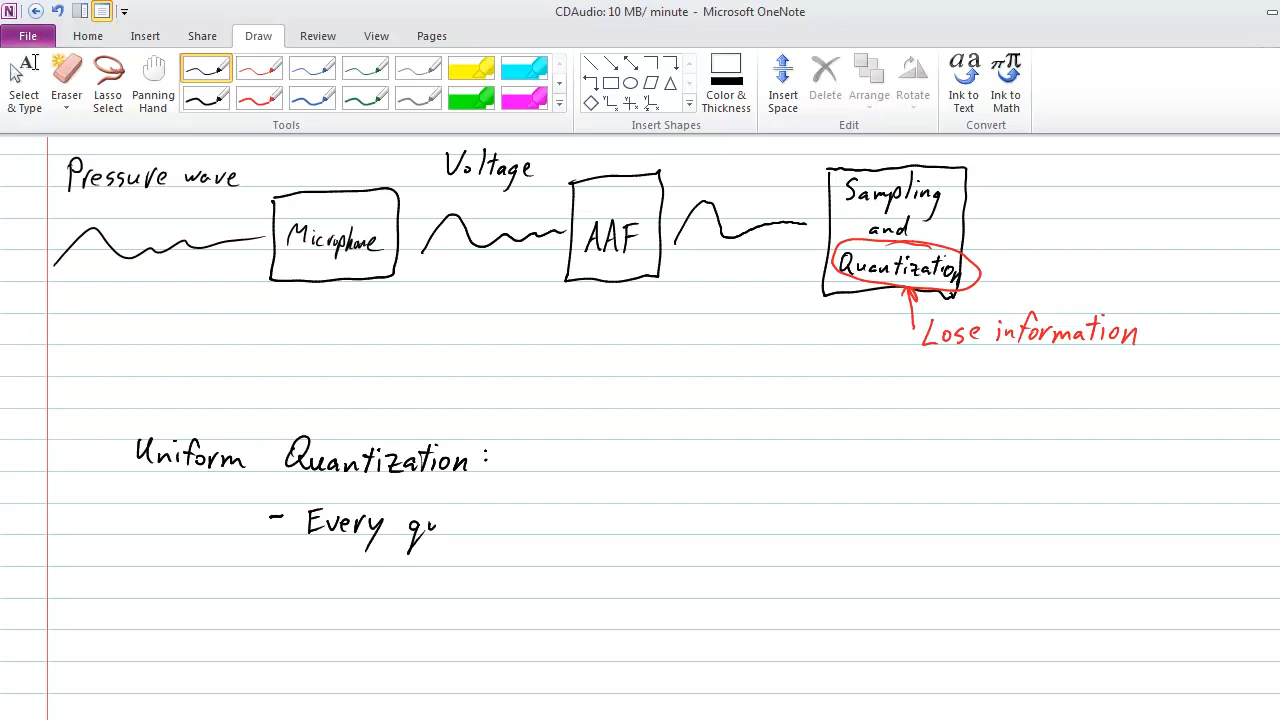 CDAudio: 10 MB/ minute - Microsoft OneNote
File Home Insert Share Draw Review View Pages
Select & Type Eraser Lasso Select Panning Hand Color & Thickness Insert Space Delete Arrange Rotate Ink to Text Ink to Math
Tools Insert Shapes Edit Convert
Pressure wave Voltage
Microphone AAF Sampling and Quantization
Lose information
Uniform Quantization:
- Every qu